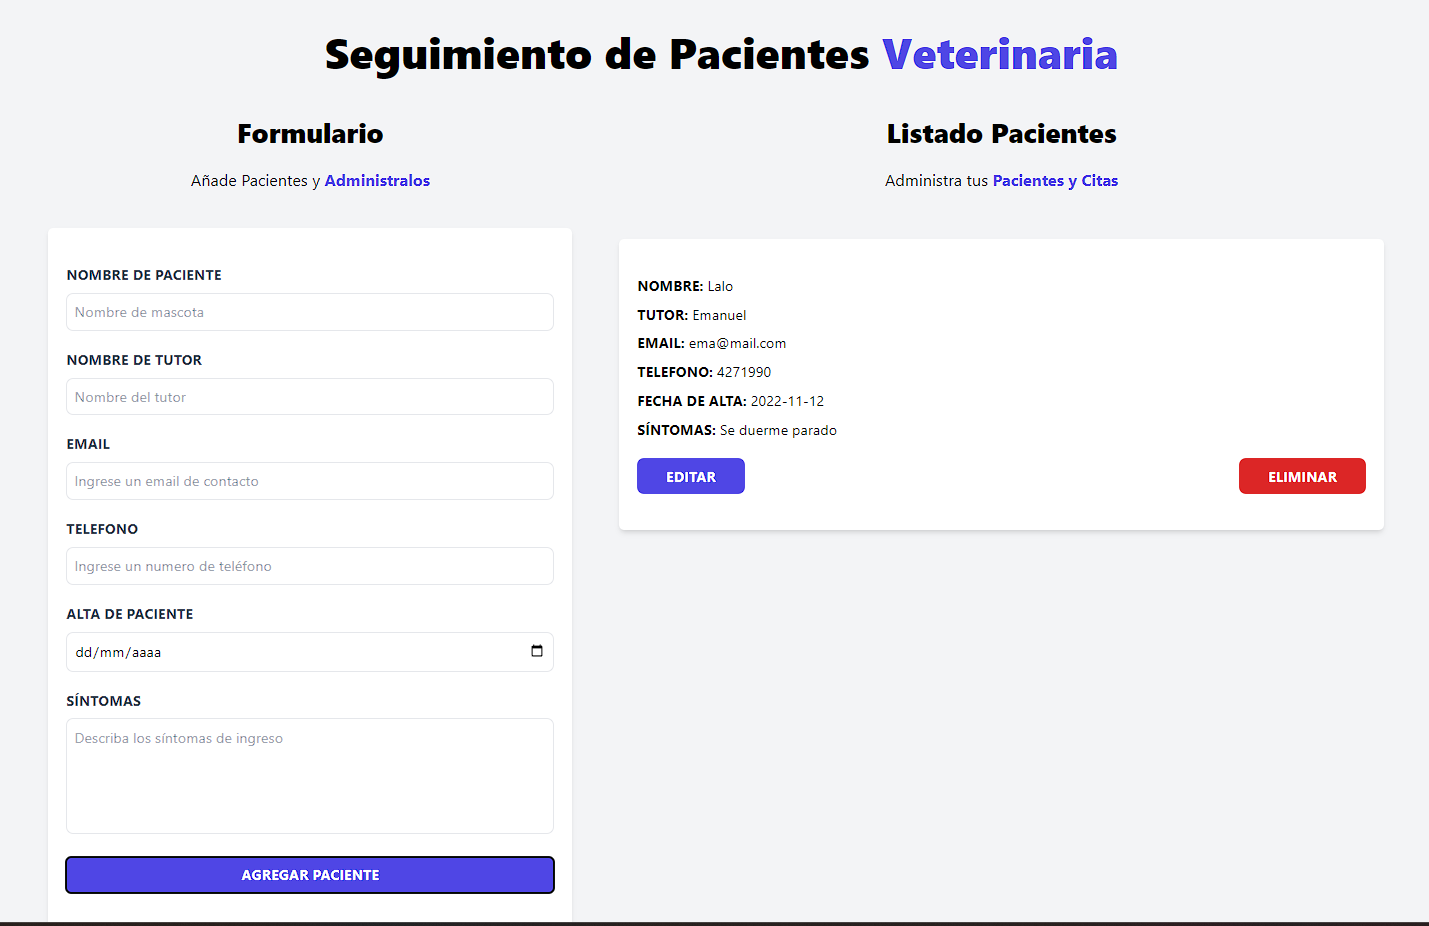 Seguimiento de Pacientes Veterinaria
Formulario
Añade Pacientes y Administralos
NOMBRE DE PACIENTE
Nombre de mascota
NOMBRE DE TUTOR
Nombre del tutor
EMAIL
Ingrese un email de contacto
TELEFONO
Ingrese un numero de teléfono
ALTA DE PACIENTE
dd/mm/aaaa
SÍNTOMAS
Describa los síntomas de ingreso
AGREGAR PACIENTE
Listado Pacientes
Administra tus Pacientes y Citas
NOMBRE: Lalo
TUTOR: Emanuel
EMAIL: ema@mail.com
TELEFONO: 4271990
FECHA DE ALTA: 2022-11-12
SÍNTOMAS: Se duerme parado
EDITAR
ELIMINAR